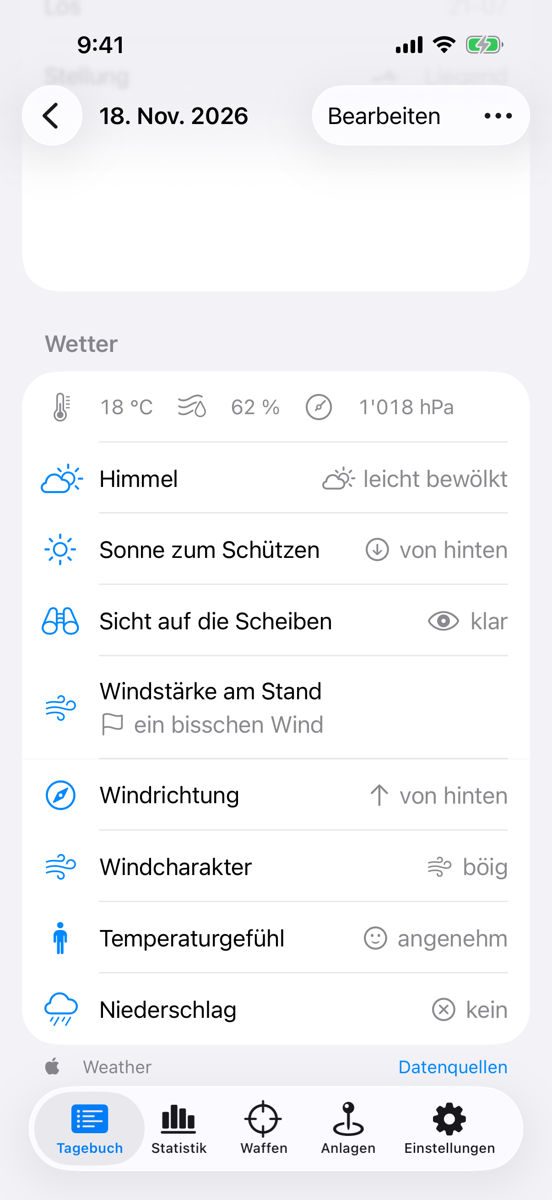 9:41
Stellung Liegend
18. Nov. 2026
Bearbeiten
Wetter
18 °C 62 % 1'018 hPa
Himmel leicht bewölkt
Sonne zum Schützen von hinten
Sicht auf die Scheiben klar
Windstärke am Stand
ein bisschen Wind
Windrichtung von hinten
Windcharakter böig
Temperaturgefühl angenehm
Niederschlag kein
Weather Datenquellen
Tagebuch Statistik Waffen Anlagen Einstellungen